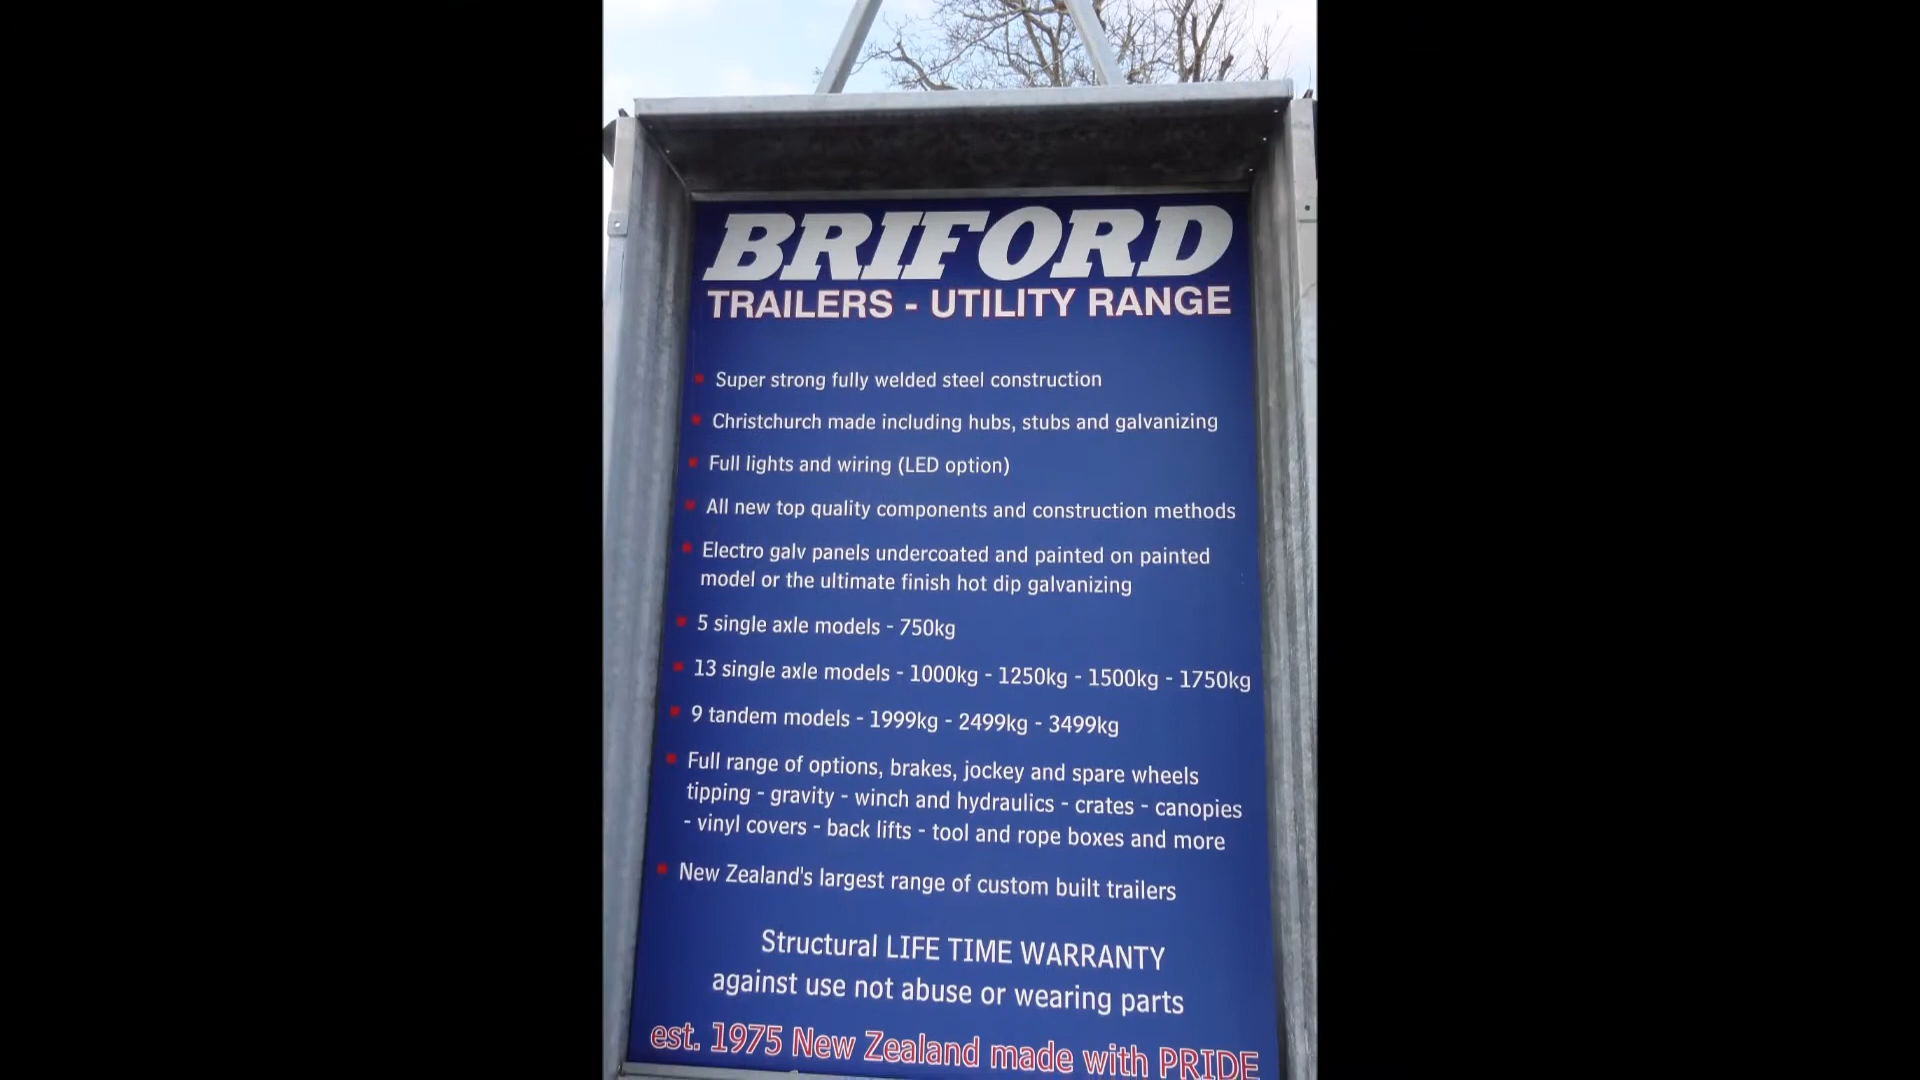 BRIFORD
TRAILERS - UTILITY RANGE
Super strong fully welded steel construction
Christchurch made including hubs, stubs and galvanizing
Full lights and wiring (LED option)
All new top quality components and construction methods
Electro galv panels undercoated and painted on painted
model or the ultimate finish hot dip galvanizing
5 single axle models - 750kg
13 single axle models - 1000kg - 1250kg - 1500kg - 1750kg
9 tandem models - 1999kg - 2499kg - 3499kg
Full range of options, brakes, jockey and spare wheels
tipping - gravity - winch and hydraulics - crates - canopies
- vinyl covers - back lifts - tool and rope boxes and more
New Zealand's largest range of custom built trailers
Structural LIFE TIME WARRANTY
against use not abuse or wearing parts
est. 1975 New Zealand made with PRIDE